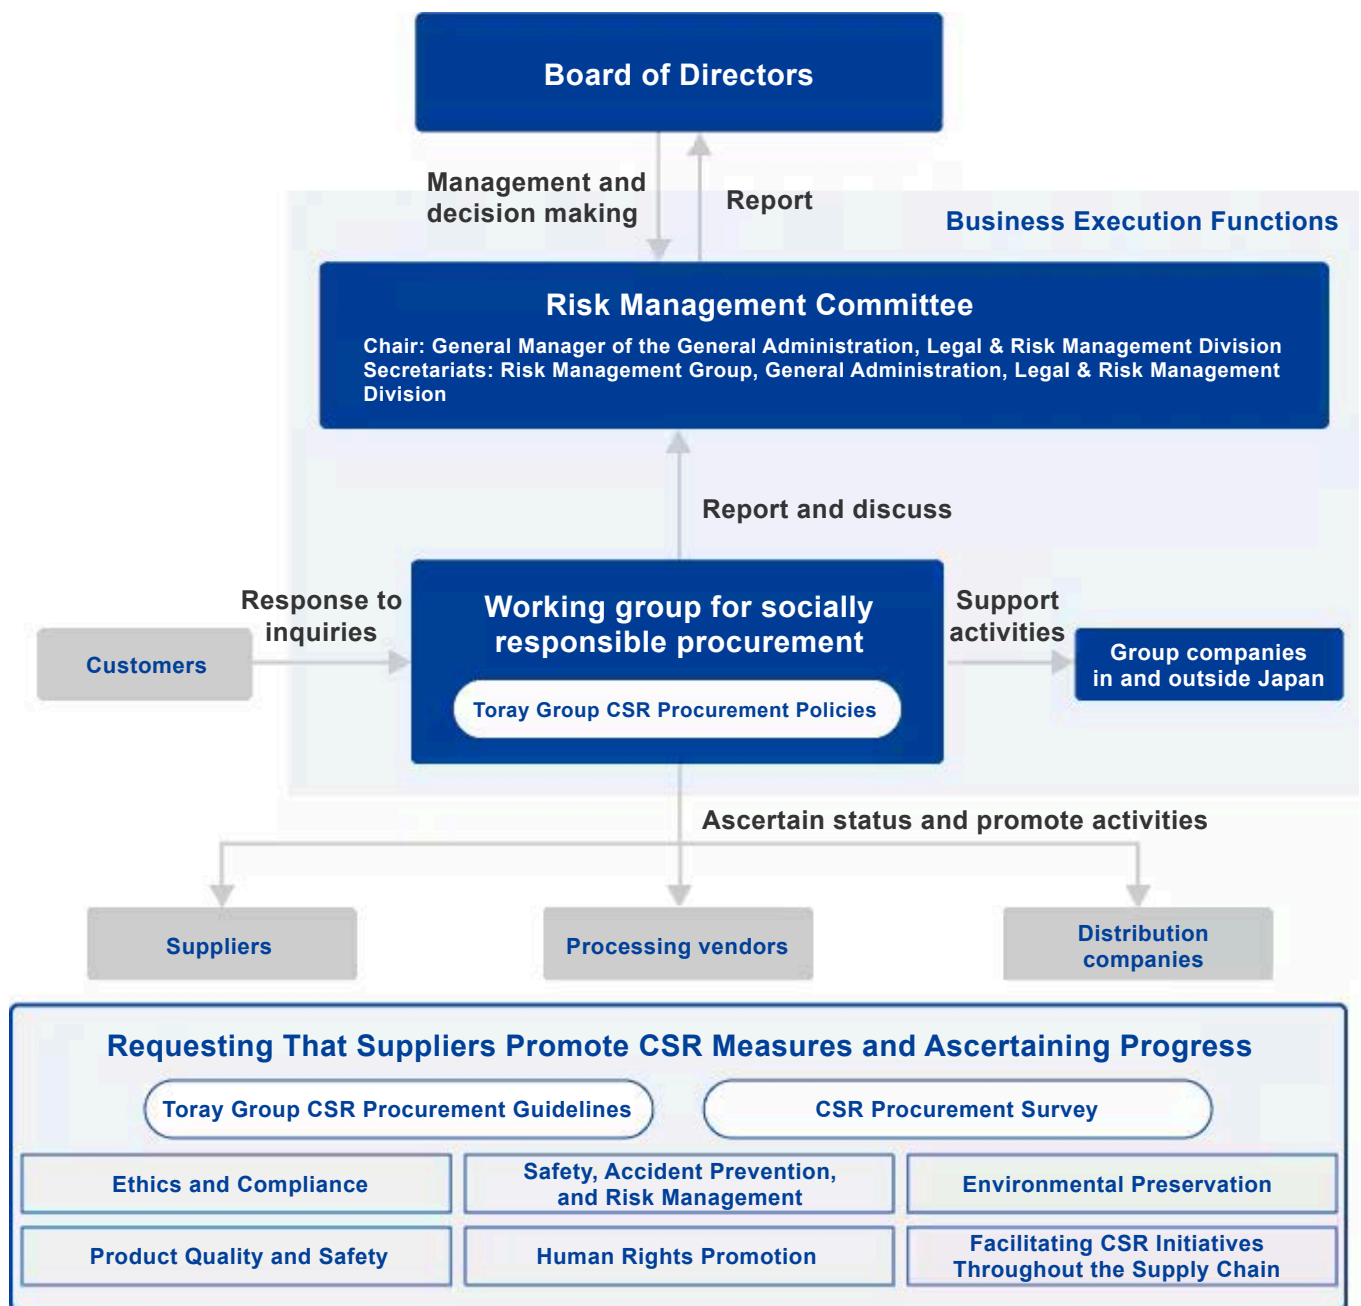 Board of Directors
Management and
decision making
Report
Business Execution Functions
Risk Management Committee
Chair: General Manager of the General Administration, Legal & Risk Management Division
Secretariats: Risk Management Group, General Administration, Legal & Risk Management
Division
Report and discuss
Response to
inquiries
Customers
Working group for socially
responsible procurement
Toray Group CSR Procurement Policies
Support
activities
Group companies
in and outside Japan
Ascertain status and promote activities
Suppliers
Processing vendors
Distribution
companies
Requesting That Suppliers Promote CSR Measures and Ascertaining Progress
Toray Group CSR Procurement Guidelines
CSR Procurement Survey
Ethics and Compliance
Safety, Accident Prevention,
and Risk Management
Environmental Preservation
Product Quality and Safety
Human Rights Promotion
Facilitating CSR Initiatives
Throughout the Supply Chain